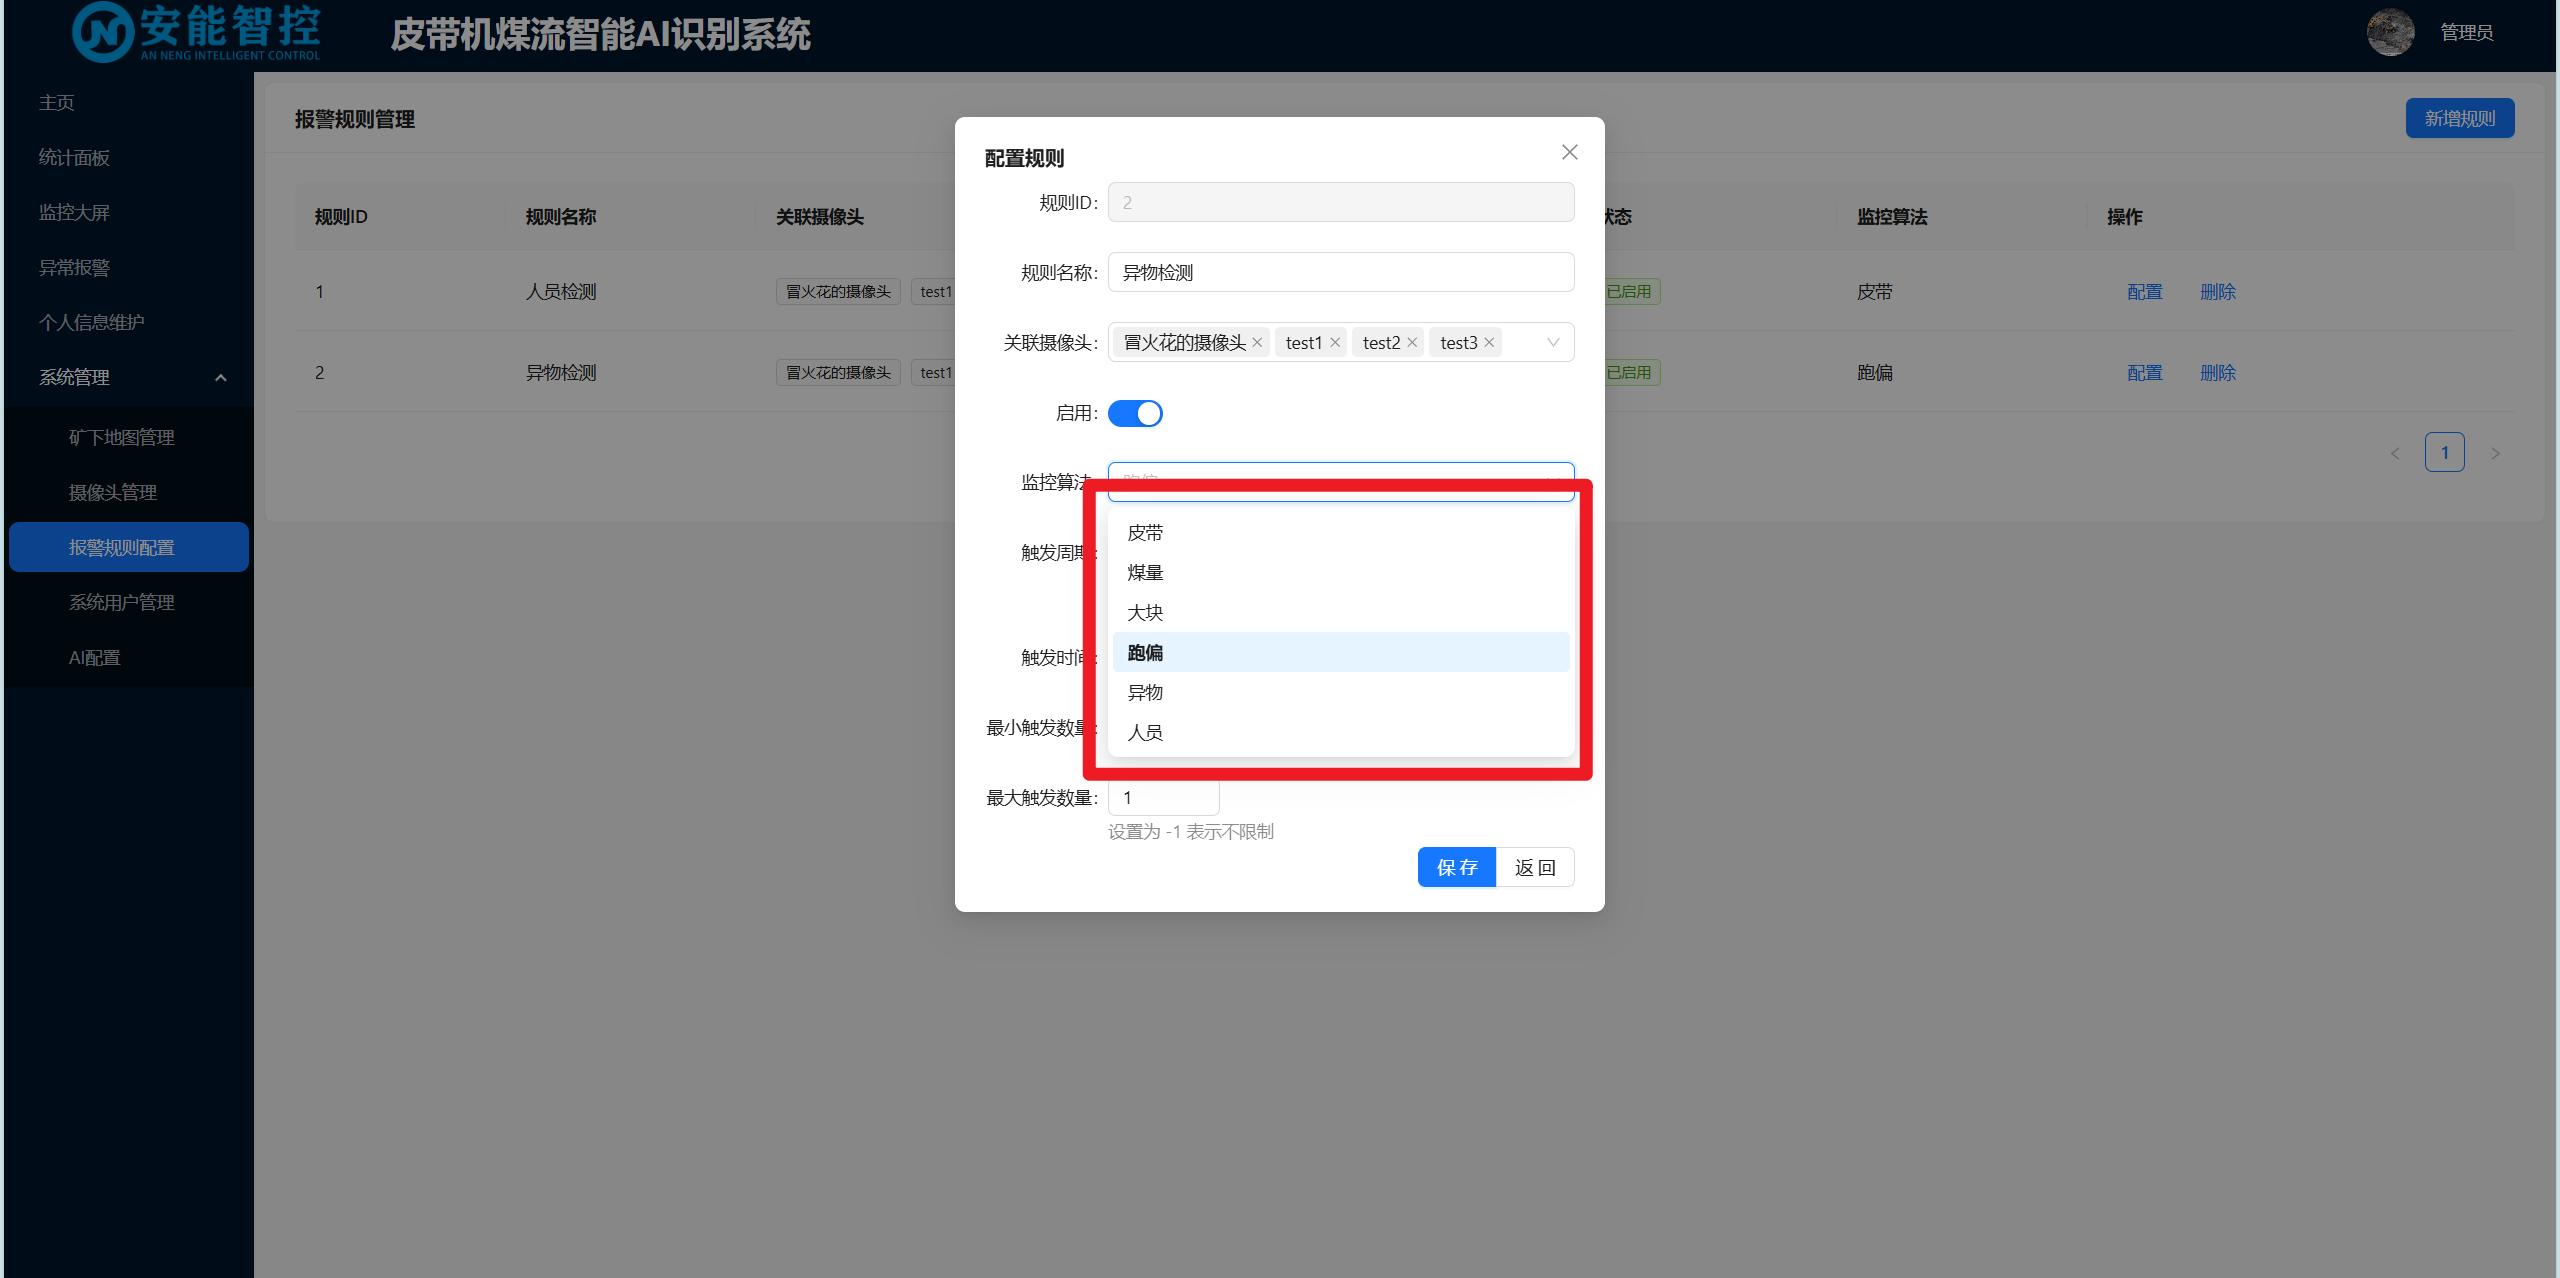 安能智控
AN NENG INTELLIGENT CONTROL
皮带机煤流智能AI识别系统
管理员
主页
统计面板
监控大屏
异常报警
个人信息维护
系统管理
矿下地图管理
摄像头管理
报警规则配置
系统用户管理
AI配置
报警规则管理
新增规则
规则ID 规则名称 关联摄像头 状态 监控算法 操作
1 人员检测 冒火花的摄像头 test1 已启用 皮带 配置 删除
2 异物检测 冒火花的摄像头 test1 已启用 跑偏 配置 删除
1
配置规则
规则ID: 2
规则名称: 异物检测
关联摄像头: 冒火花的摄像头 test1 test2 test3
启用:
监控算法 跑偏
皮带
触发周期:
煤量
大块
跑偏
触发时间:
异物
最小触发数量:
人员
最大触发数量: 1
设置为 -1 表示不限制
保存 返回